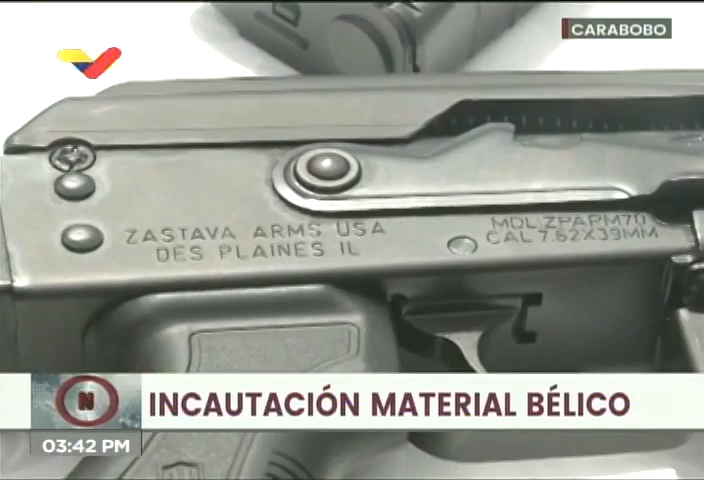 CARABOBO
ZASTAVA ARMS USA
DES PLAINES IL
MDL ZPAPM70
CAL 7.62X39MM
N
INCAUTACIÓN MATERIAL BÉLICO
03:42 PM